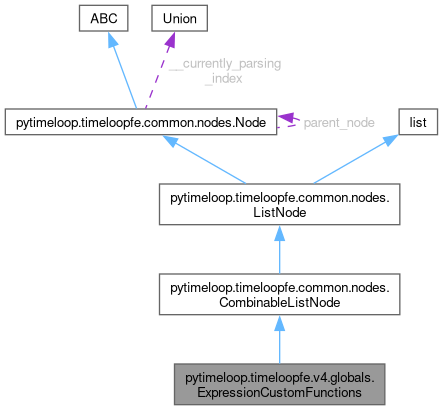 ABC
Union
__currently_parsing
_index
pytimeloop.timeloopfe.common.nodes.Node
parent_node
list
pytimeloop.timeloopfe.common.nodes.
ListNode
pytimeloop.timeloopfe.common.nodes.
CombinableListNode
pytimeloop.timeloopfe.v4.globals.
ExpressionCustomFunctions